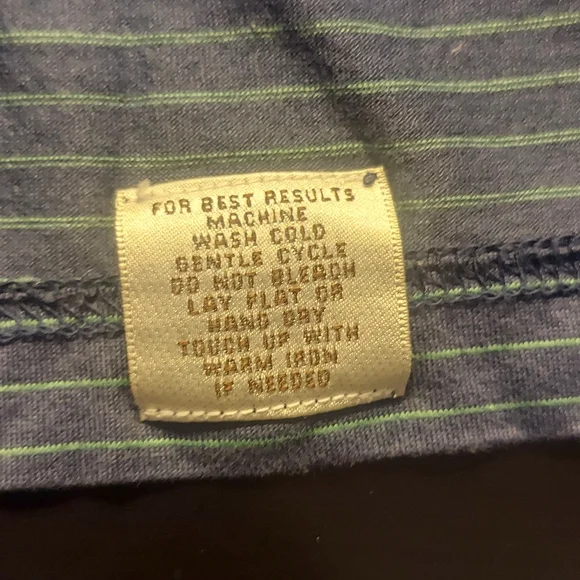 FOR BEST RESULTS
MACHINE
WASH COLD
GENTLE CYCLE
DO NOT BLEACH
LAY FLAT OR
HANG DRY
TOUCH UP WITH
WARM IRON
IF NEEDED